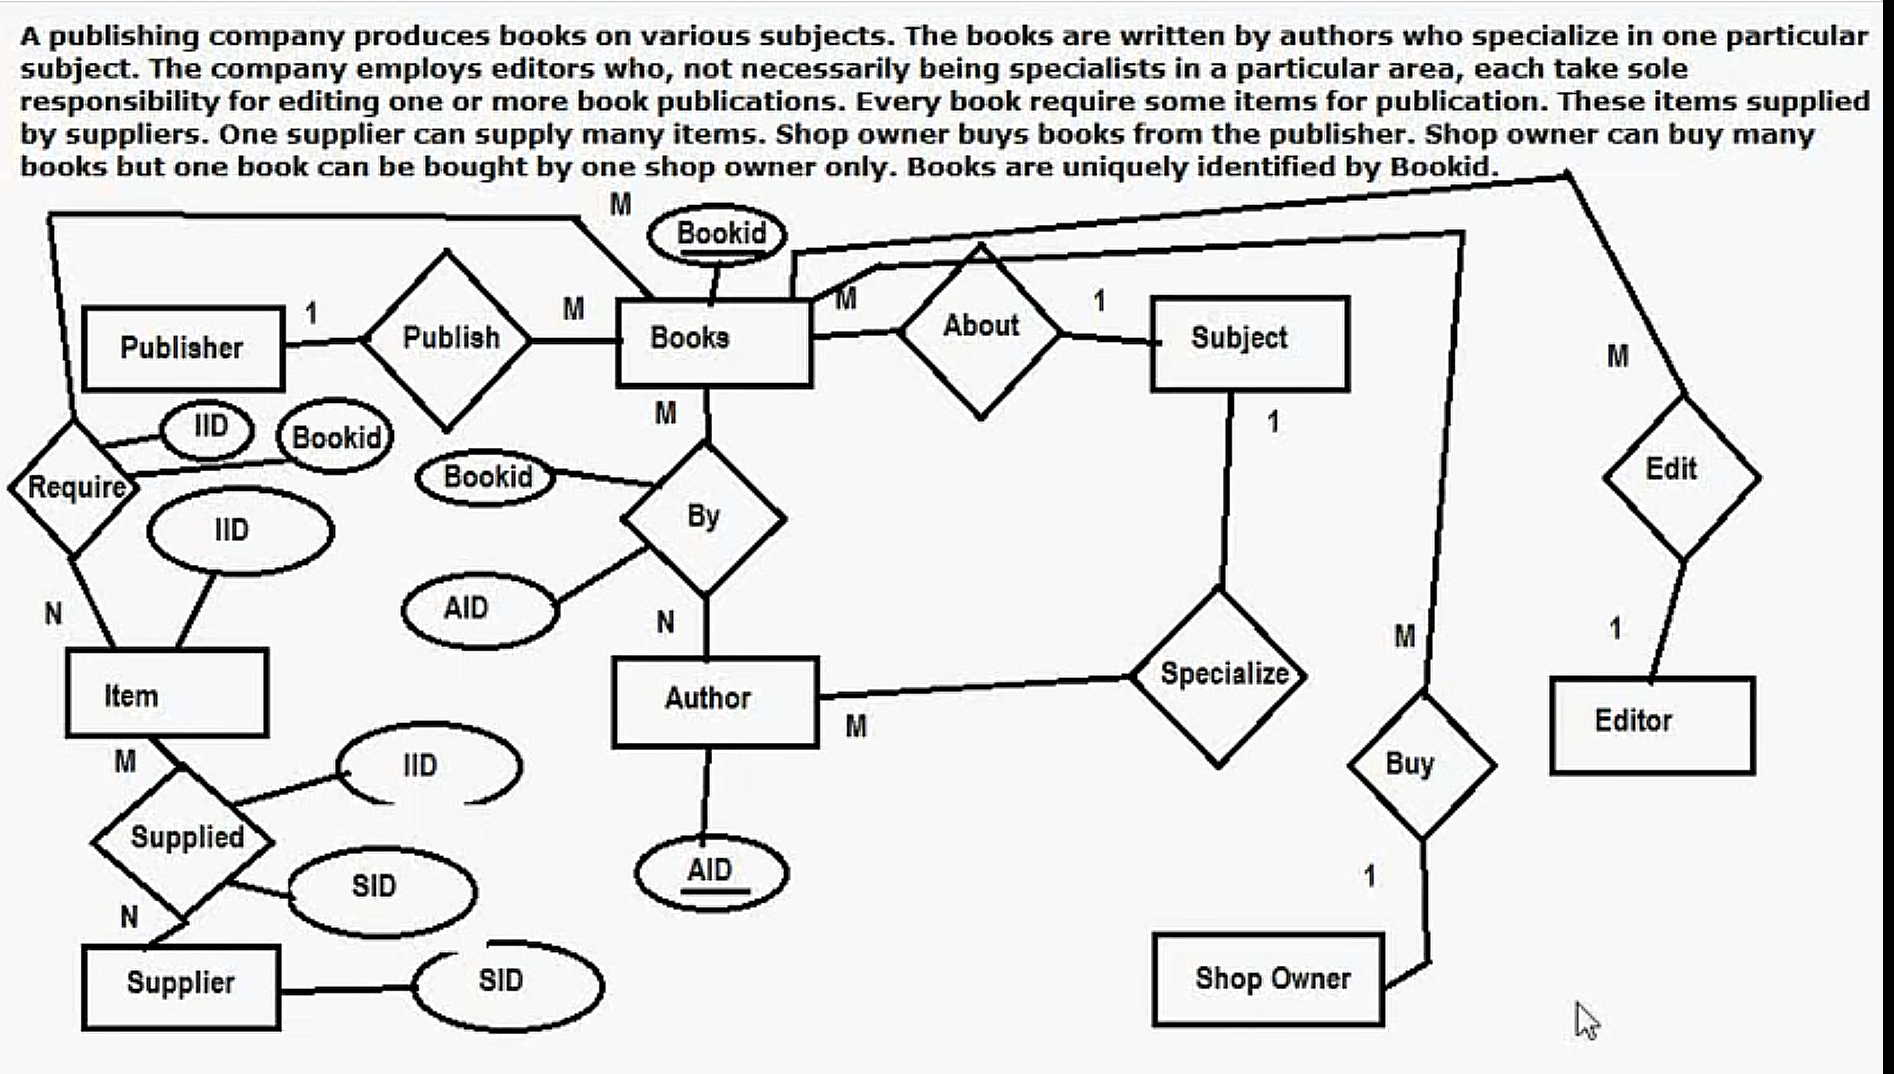 A publishing company produces books on various subjects. The books are written by authors who specialize in one particular
subject. The company employs editors who, not necessarily being specialists in a particular area, each take sole
responsibility for editing one or more book publications. Every book require some items for publication. These items supplied
by suppliers. One supplier can supply many items. Shop owner buys books from the publisher. Shop owner can buy many
books but one book can be bought by one shop owner only. Books are uniquely identified by Bookid.
M
Bookid
Publisher
1
Publish
M
Books
M
About
1
Subject
M
IID
Bookid
M
1
Require
Bookid
By
Edit
IID
AID
N
N
M
1
Item
Author
M
Specialize
Editor
M
IID
Buy
Supplied
SID
AID
1
N
Supplier
SID
Shop Owner